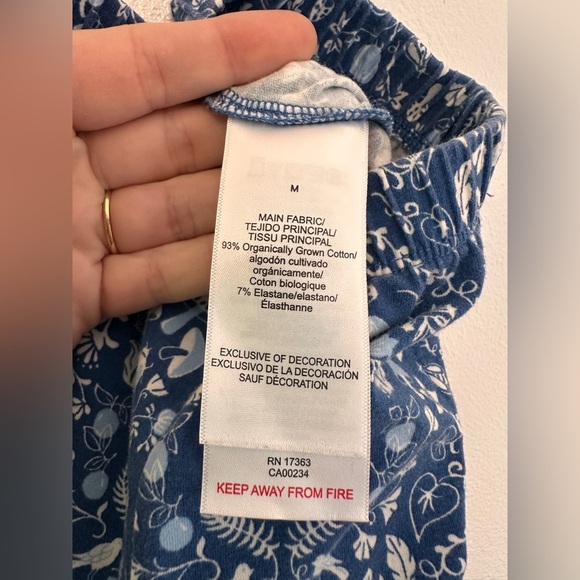 M
MAIN FABRIC/
TEJIDO PRINCIPAL/
TISSU PRINCIPAL
93% Organically Grown Cotton/
algodón cultivado
orgánicamente/
Coton biologique
7% Elastane/elastano/
Élasthanne
EXCLUSIVE OF DECORATION
EXCLUSIVO DE LA DECORACIÓN
SAUF DÉCORATION
RN 17363
CA00234
KEEP AWAY FROM FIRE